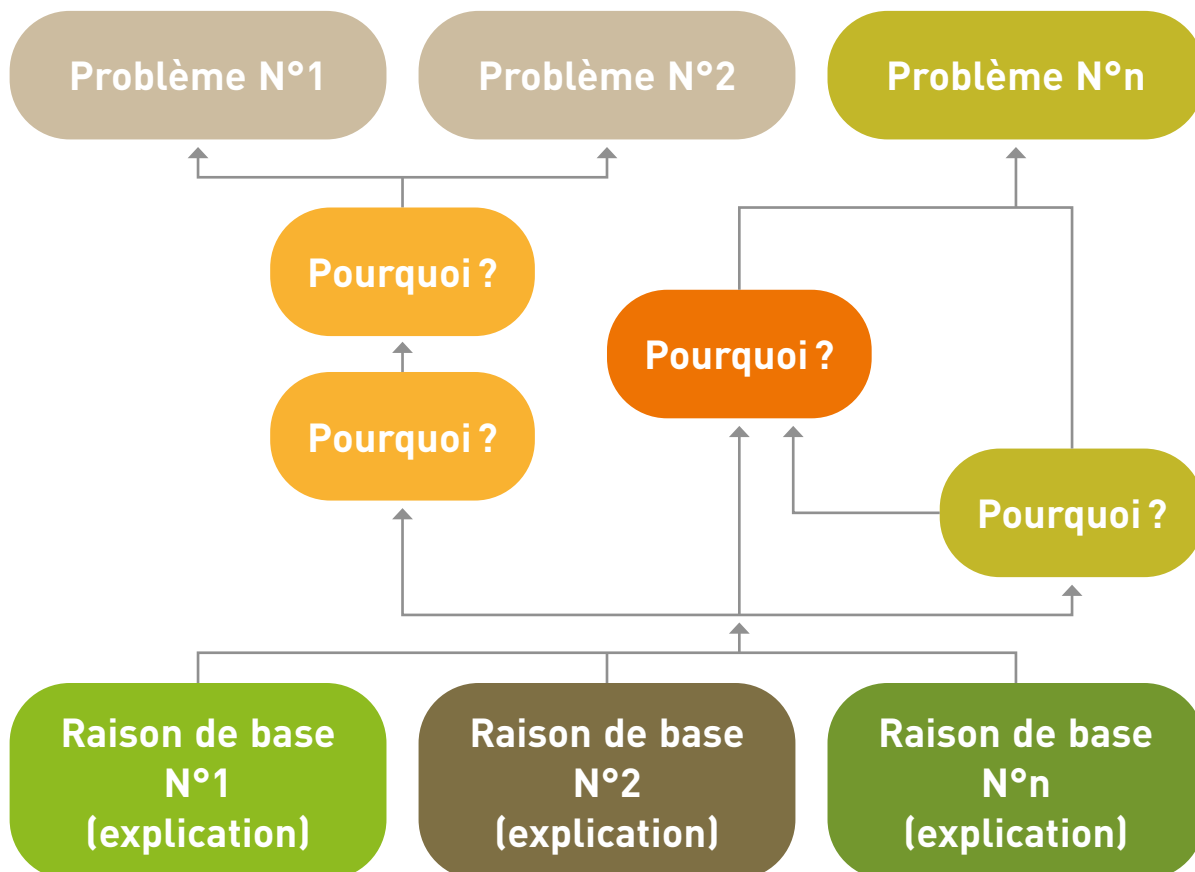 Problème N°1
Problème N°2
Problème N°n
Pourquoi ?
Pourquoi ?
Pourquoi ?
Pourquoi ?
Raison de base
N°1
(explication)
Raison de base
N°2
(explication)
Raison de base
N°n
(explication)